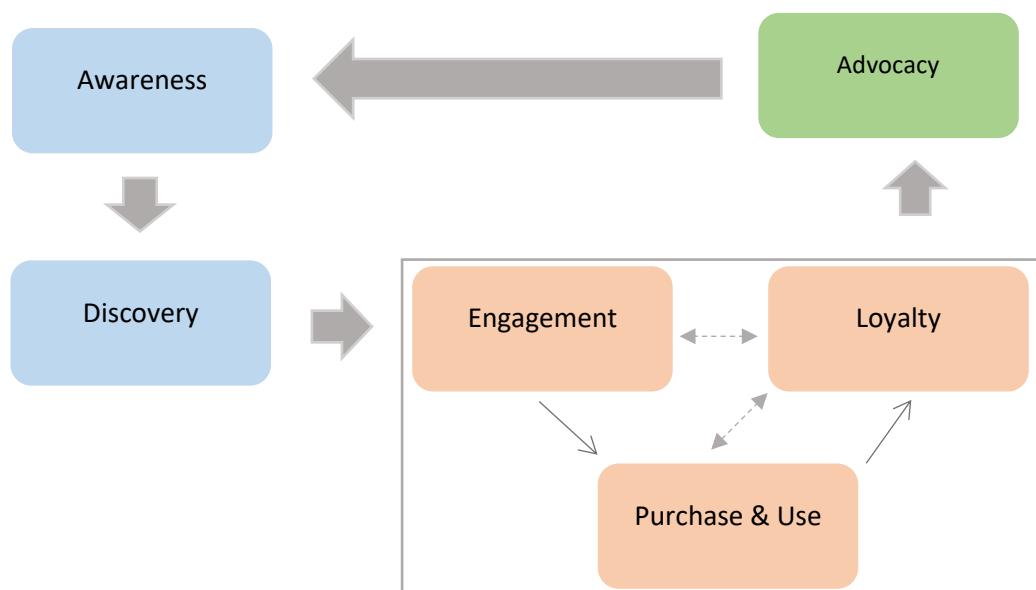 Awareness
Advocacy
Discovery
Engagement
Loyalty
Purchase & Use